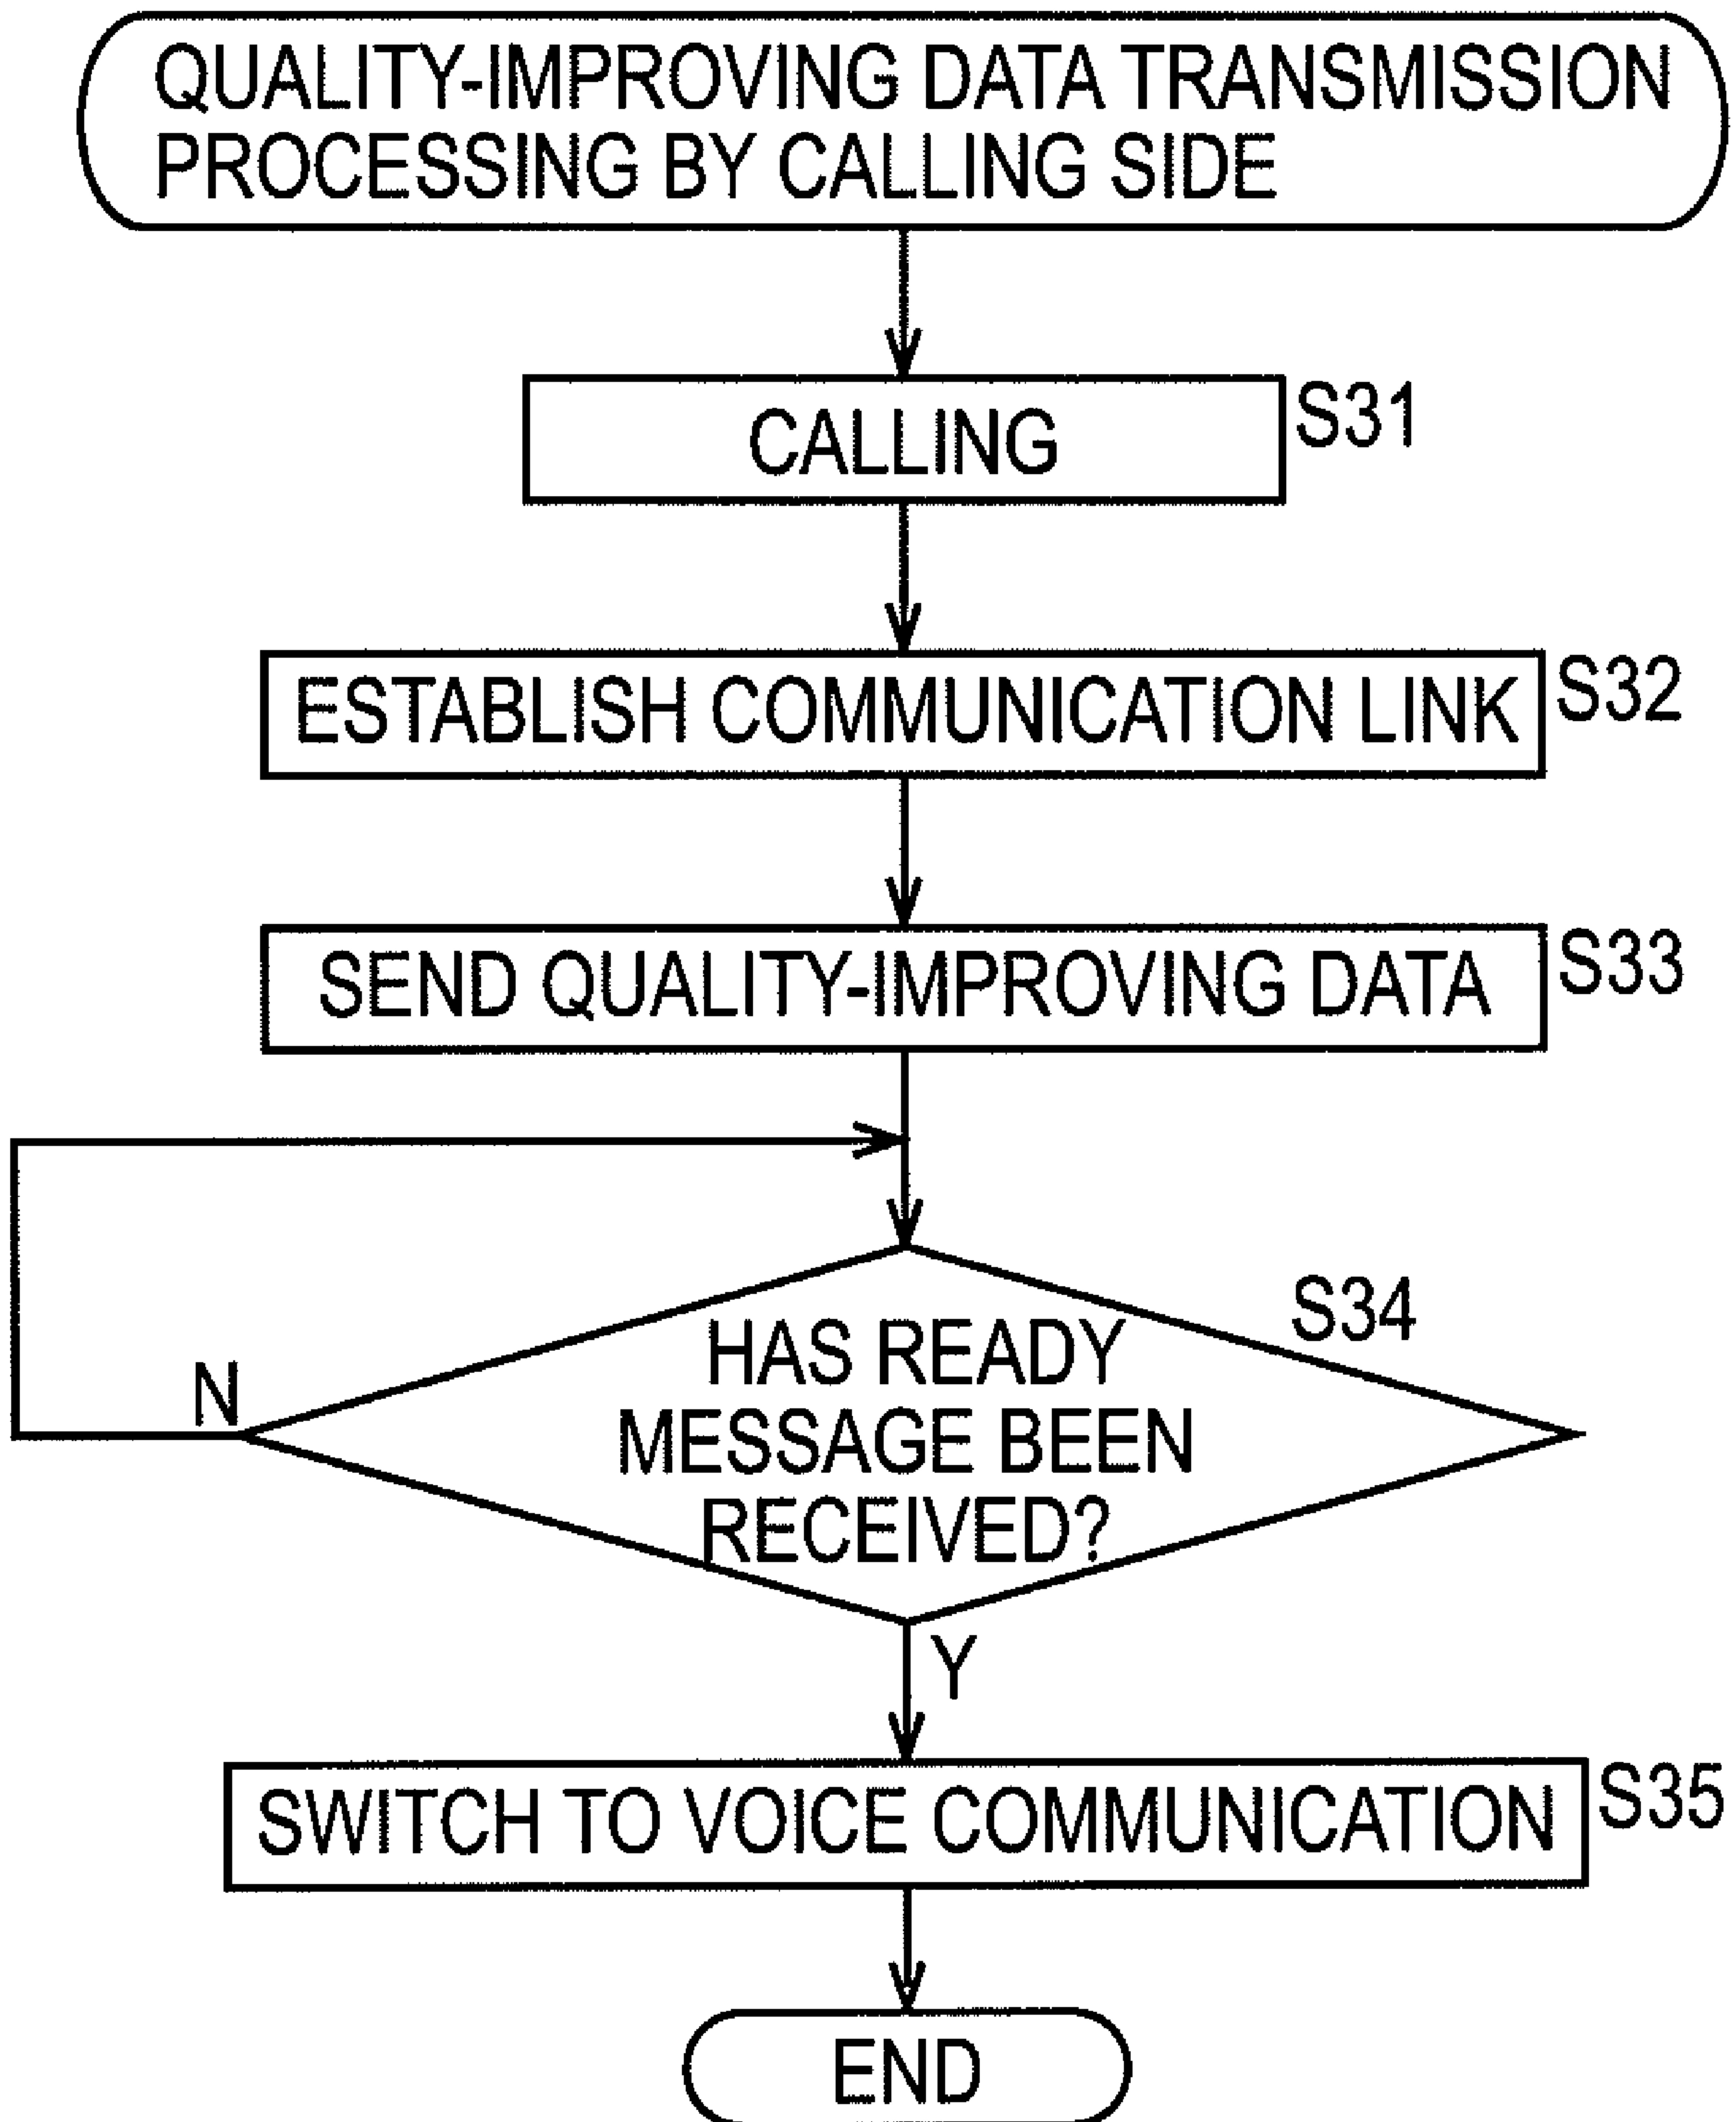 QUALITY-IMPROVING DATA TRANSMISSION
PROCESSING BY CALLING SIDE
CALLING
S31
ESTABLISH COMMUNICATION LINK
S32
SEND QUALITY-IMPROVING DATA
S33
S34
HAS READY
MESSAGE BEEN
RECEIVED?
N
Y
SWITCH TO VOICE COMMUNICATION
S35
END